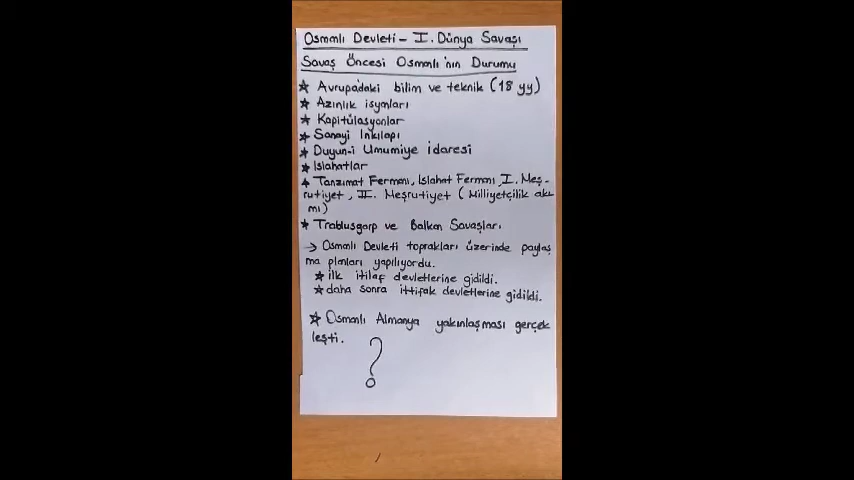 Osmanlı Devleti - I. Dünya Savaşı
Savaş Öncesi Osmanlı'nın Durumu
★ Avrupadaki bilim ve teknik (18 yy)
★ Azınlık isyanları
★ Kapitülasyonlar
★ Sanayi İnkılapı
★ Duyun-i Umumiye idaresi
★ Islahatlar
★ Tanzimat Fermanı, Islahat Fermanı, I. Meş-
rutiyet, II. Meşrutiyet (Milliyetçilik akı
mı)
★ Trablusgarp ve Balkan Savaşları
→ Osmanlı Devleti toprakları üzerinde paylaş
ma planları yapılıyordu.
★ ilk itilaf devletlerine gidildi.
★ daha sonra ittifak devletlerine gidildi.
★ Osmanlı Almanya yakınlaşması gerçek
leşti.
?